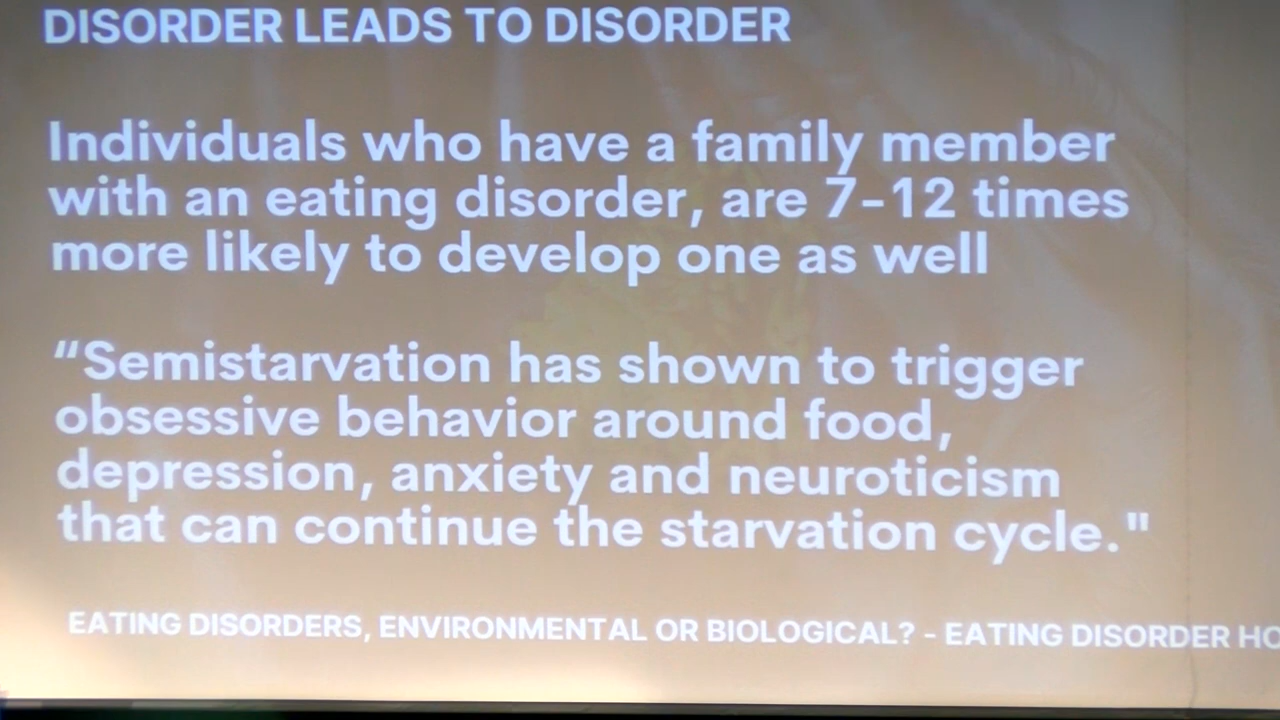 DISORDER LEADS TO DISORDER
Individuals who have a family member
with an eating disorder, are 7-12 times
more likely to develop one as well
“Semistarvation has shown to trigger
obsessive behavior around food,
depression, anxiety and neuroticism
that can continue the starvation cycle."
EATING DISORDERS, ENVIRONMENTAL OR BIOLOGICAL? - EATING DISORDER